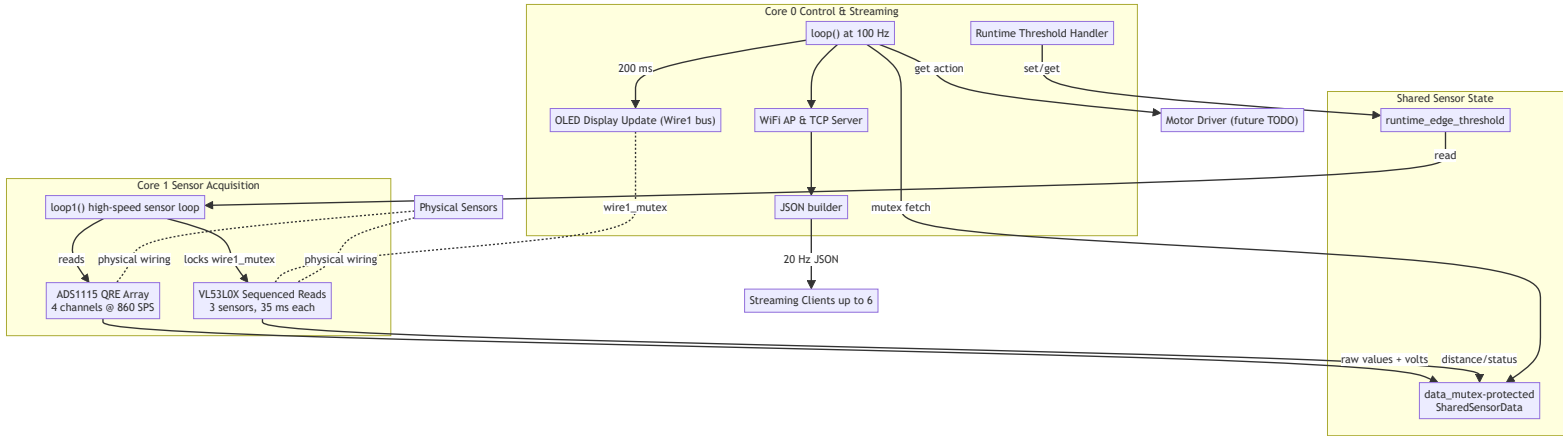 Core 0 Control & Streaming
loop() at 100 Hz
Runtime Threshold Handler
200 ms
get action
set/get
Shared Sensor State
OLED Display Update (Wire1 bus)
WiFi AP & TCP Server
Motor Driver (future TODO)
runtime_edge_threshold
read
Core 1 Sensor Acquisition
loop1() high-speed sensor loop
Physical Sensors
wire1_mutex
JSON builder
mutex fetch
reads
physical wiring
locks wire1_mutex
physical wiring
20 Hz JSON
ADS1115 QRE Array
4 channels @ 860 SPS
VL53L0X Sequenced Reads
3 sensors, 35 ms each
Streaming Clients up to 6
raw values + volts
distance/status
data_mutex-protected
SharedSensorData